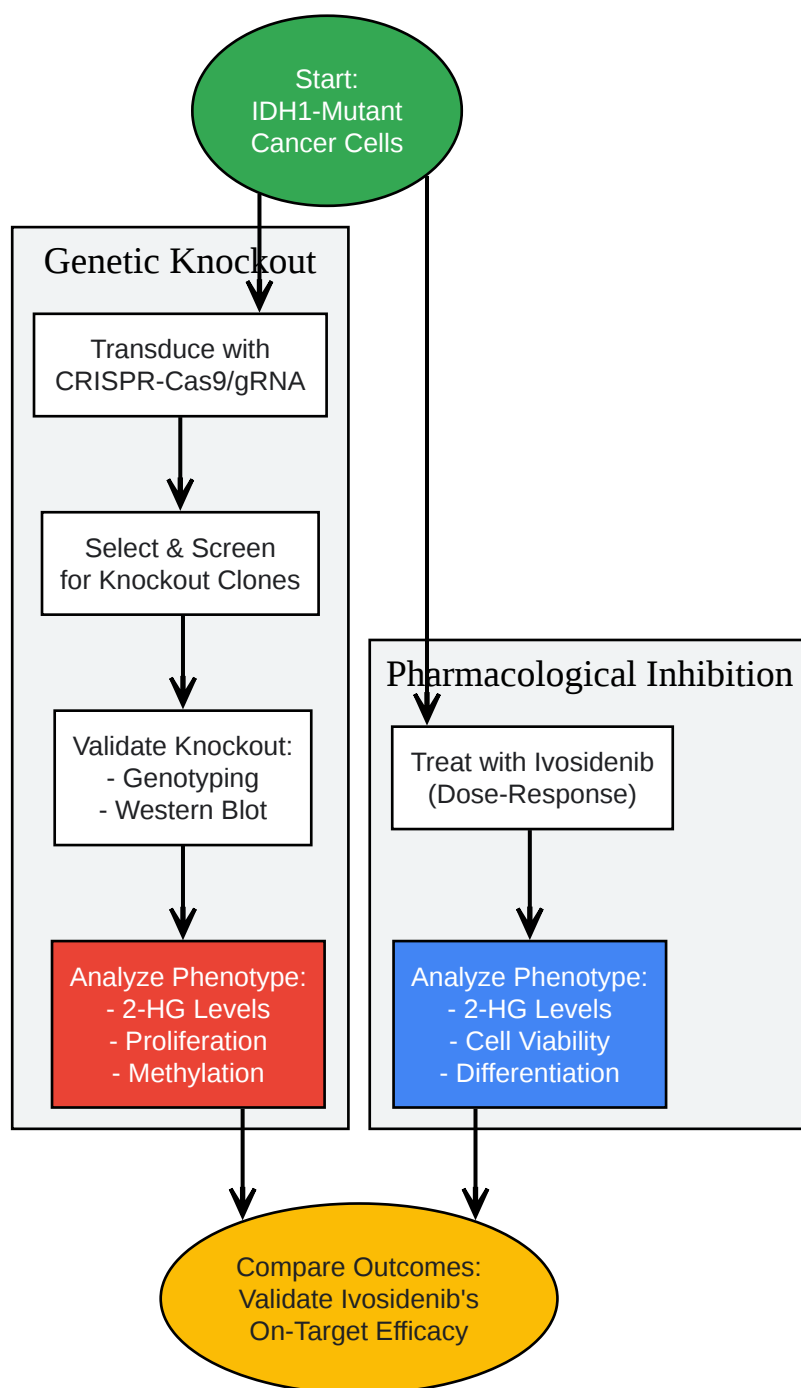 Start:
IDH1-Mutant
Cancer Cells
Genetic Knockout
Transduce with
CRISPR-Cas9/gRNA
Select & Screen
for Knockout Clones
Validate Knockout:
- Genotyping
- Western Blot
Analyze Phenotype:
- 2-HG Levels
- Proliferation
- Methylation
Pharmacological Inhibition
Treat with Ivosidenib
(Dose-Response)
Analyze Phenotype:
- 2-HG Levels
- Cell Viability
- Differentiation
Compare Outcomes:
Validate Ivosidenib's
On-Target Efficacy